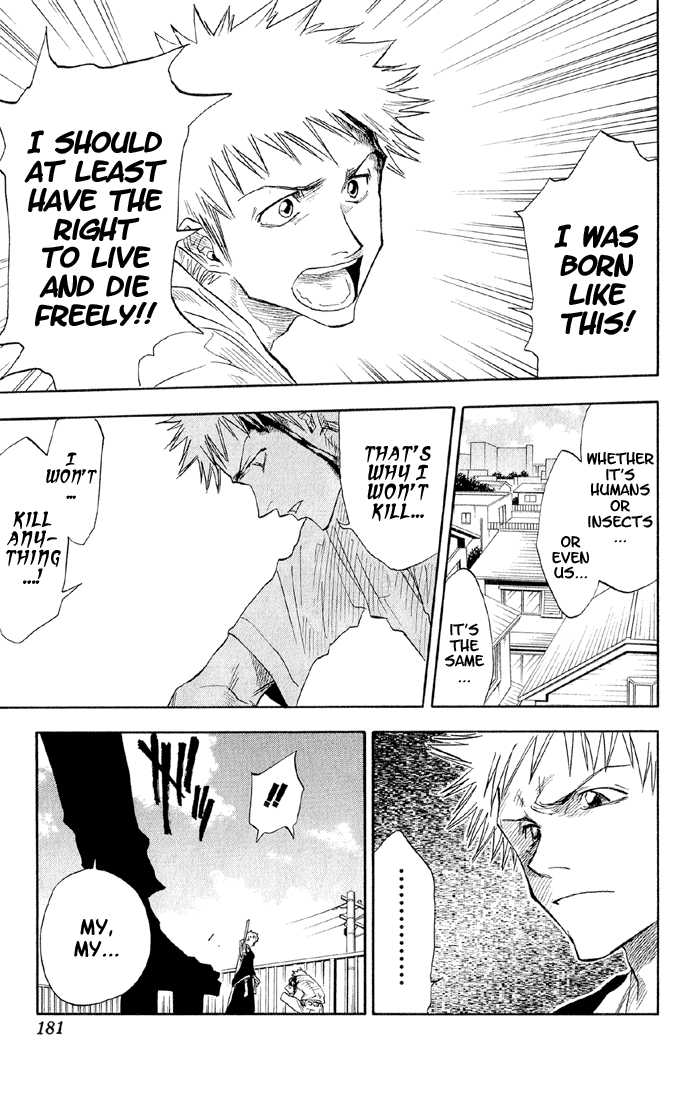 I WAS
BORN
LIKE
THIS!
I SHOULD
AT LEAST
HAVE THE
RIGHT
TO LIVE
AND DIE
FREELY!!
WHETHER
IT'S
HUMANS
OR
INSECTS
...
OR
EVEN
US...
IT'S
THE
SAME
...
THAT'S
WHY I
WON'T
KILL...
I
WON'T
...
KILL
ANY-
THING
....!
.........
!!
MY,
MY...
181